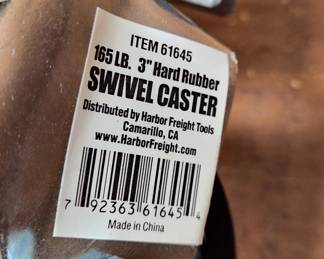 ITEM 61645
165 LB. 3" Hard Rubber
SWIVEL CASTER
Distributed by Harbor Freight Tools
Camarillo, CA
www.HarborFreight.com
7 92363 61645 4
Made in China